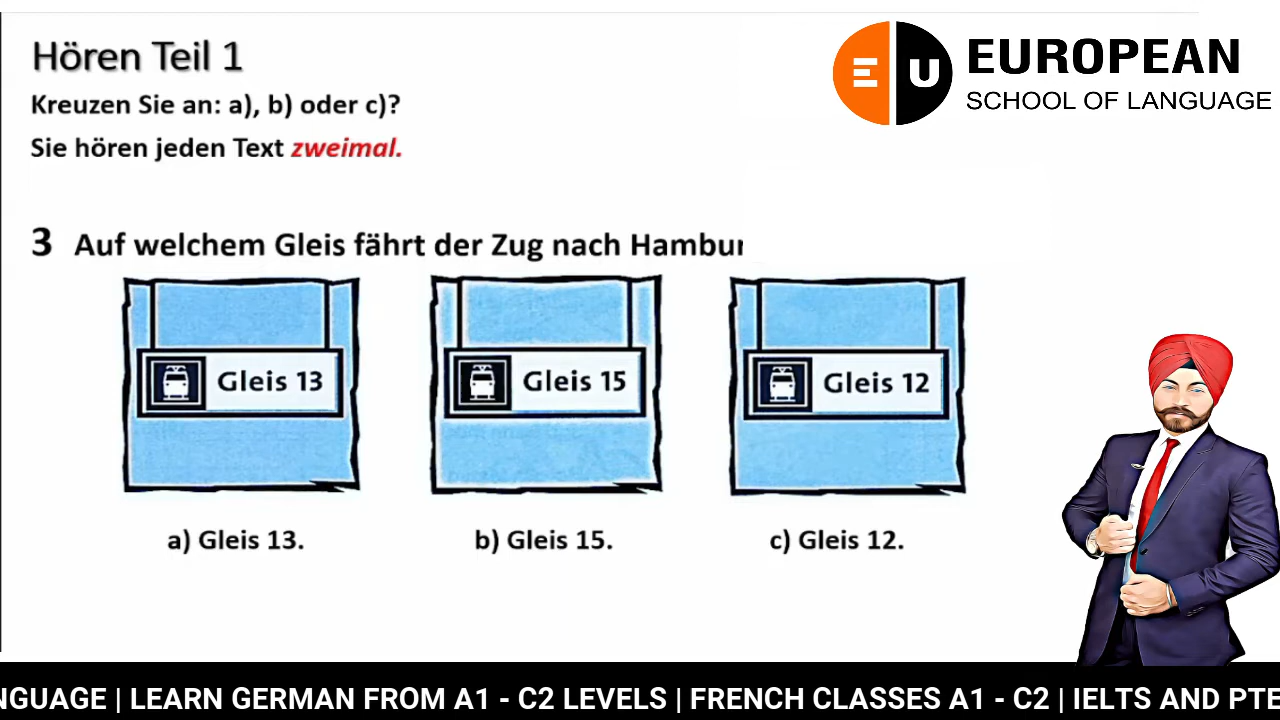 Hören Teil 1
EUROPEAN
SCHOOL OF LANGUAGE
E U
Kreuzen Sie an: a), b) oder c)?
Sie hören jeden Text zweimal.
3 Auf welchem Gleis fährt der Zug nach Hambur
Gleis 13
Gleis 15
Gleis 12
a) Gleis 13.
b) Gleis 15.
c) Gleis 12.
NGUAGE | LEARN GERMAN FROM A1 - C2 LEVELS | FRENCH CLASSES A1 - C2 | IELTS AND PTE